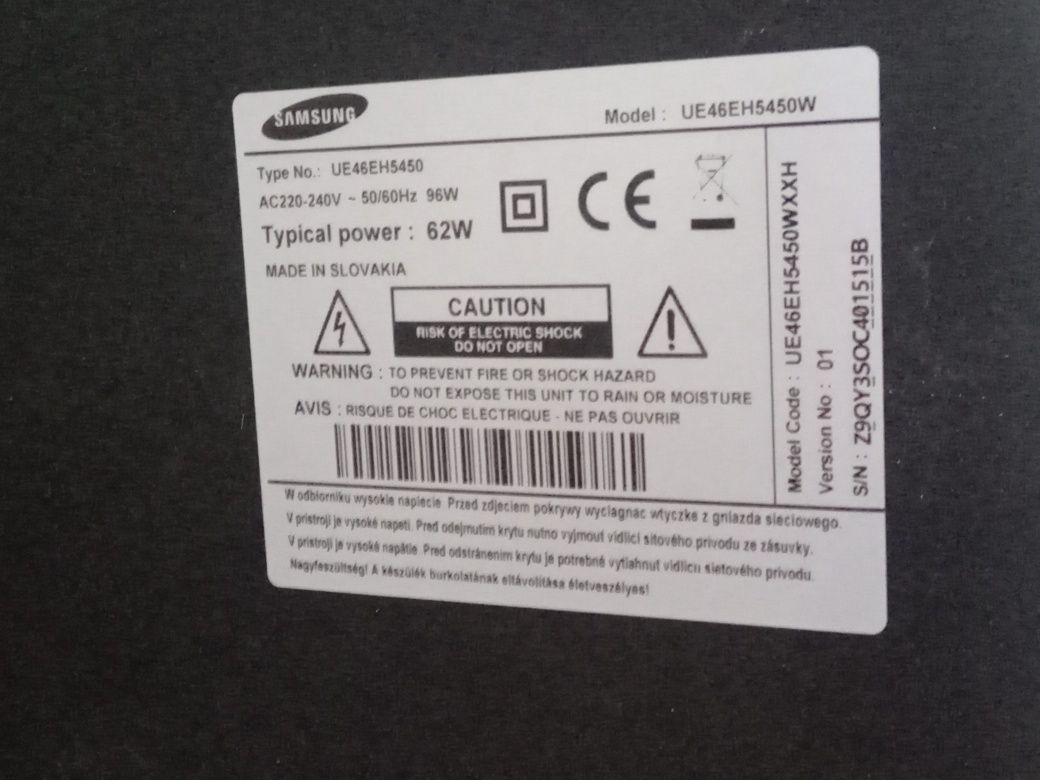 SAMSUNG
Model : UE46EH5450W
Type No.: UE46EH5450
AC220-240V ~ 50/60Hz 96W
Typical power : 62W
MADE IN SLOVAKIA
CE
CAUTION
RISK OF ELECTRIC SHOCK
DO NOT OPEN
WARNING : TO PREVENT FIRE OR SHOCK HAZARD
DO NOT EXPOSE THIS UNIT TO RAIN OR MOISTURE
AVIS : RISQUE DE CHOC ELECTRIQUE - NE PAS OUVRIR
W odbiorniku wysokie napiecie. Przed zdjeciem pokrywy wyciagnac wtyczke z gniazda sieciowego.
V pristroji je vysoké napeti. Pred odejmutim krytu nutno vyjmout vidlici sitového privodu ze zásuvky.
V pristroji je vysoké napätie. Pred odstránenim krytu je potrebné vytiahnut vidlicu sietového privodu.
Nagyfeszültség! A készülék burkolatának eltávolitása életveszélyes!
Model Code : UE46EH5450WXXH
Version No : 01
S/N : Z9QY3SOC401515B